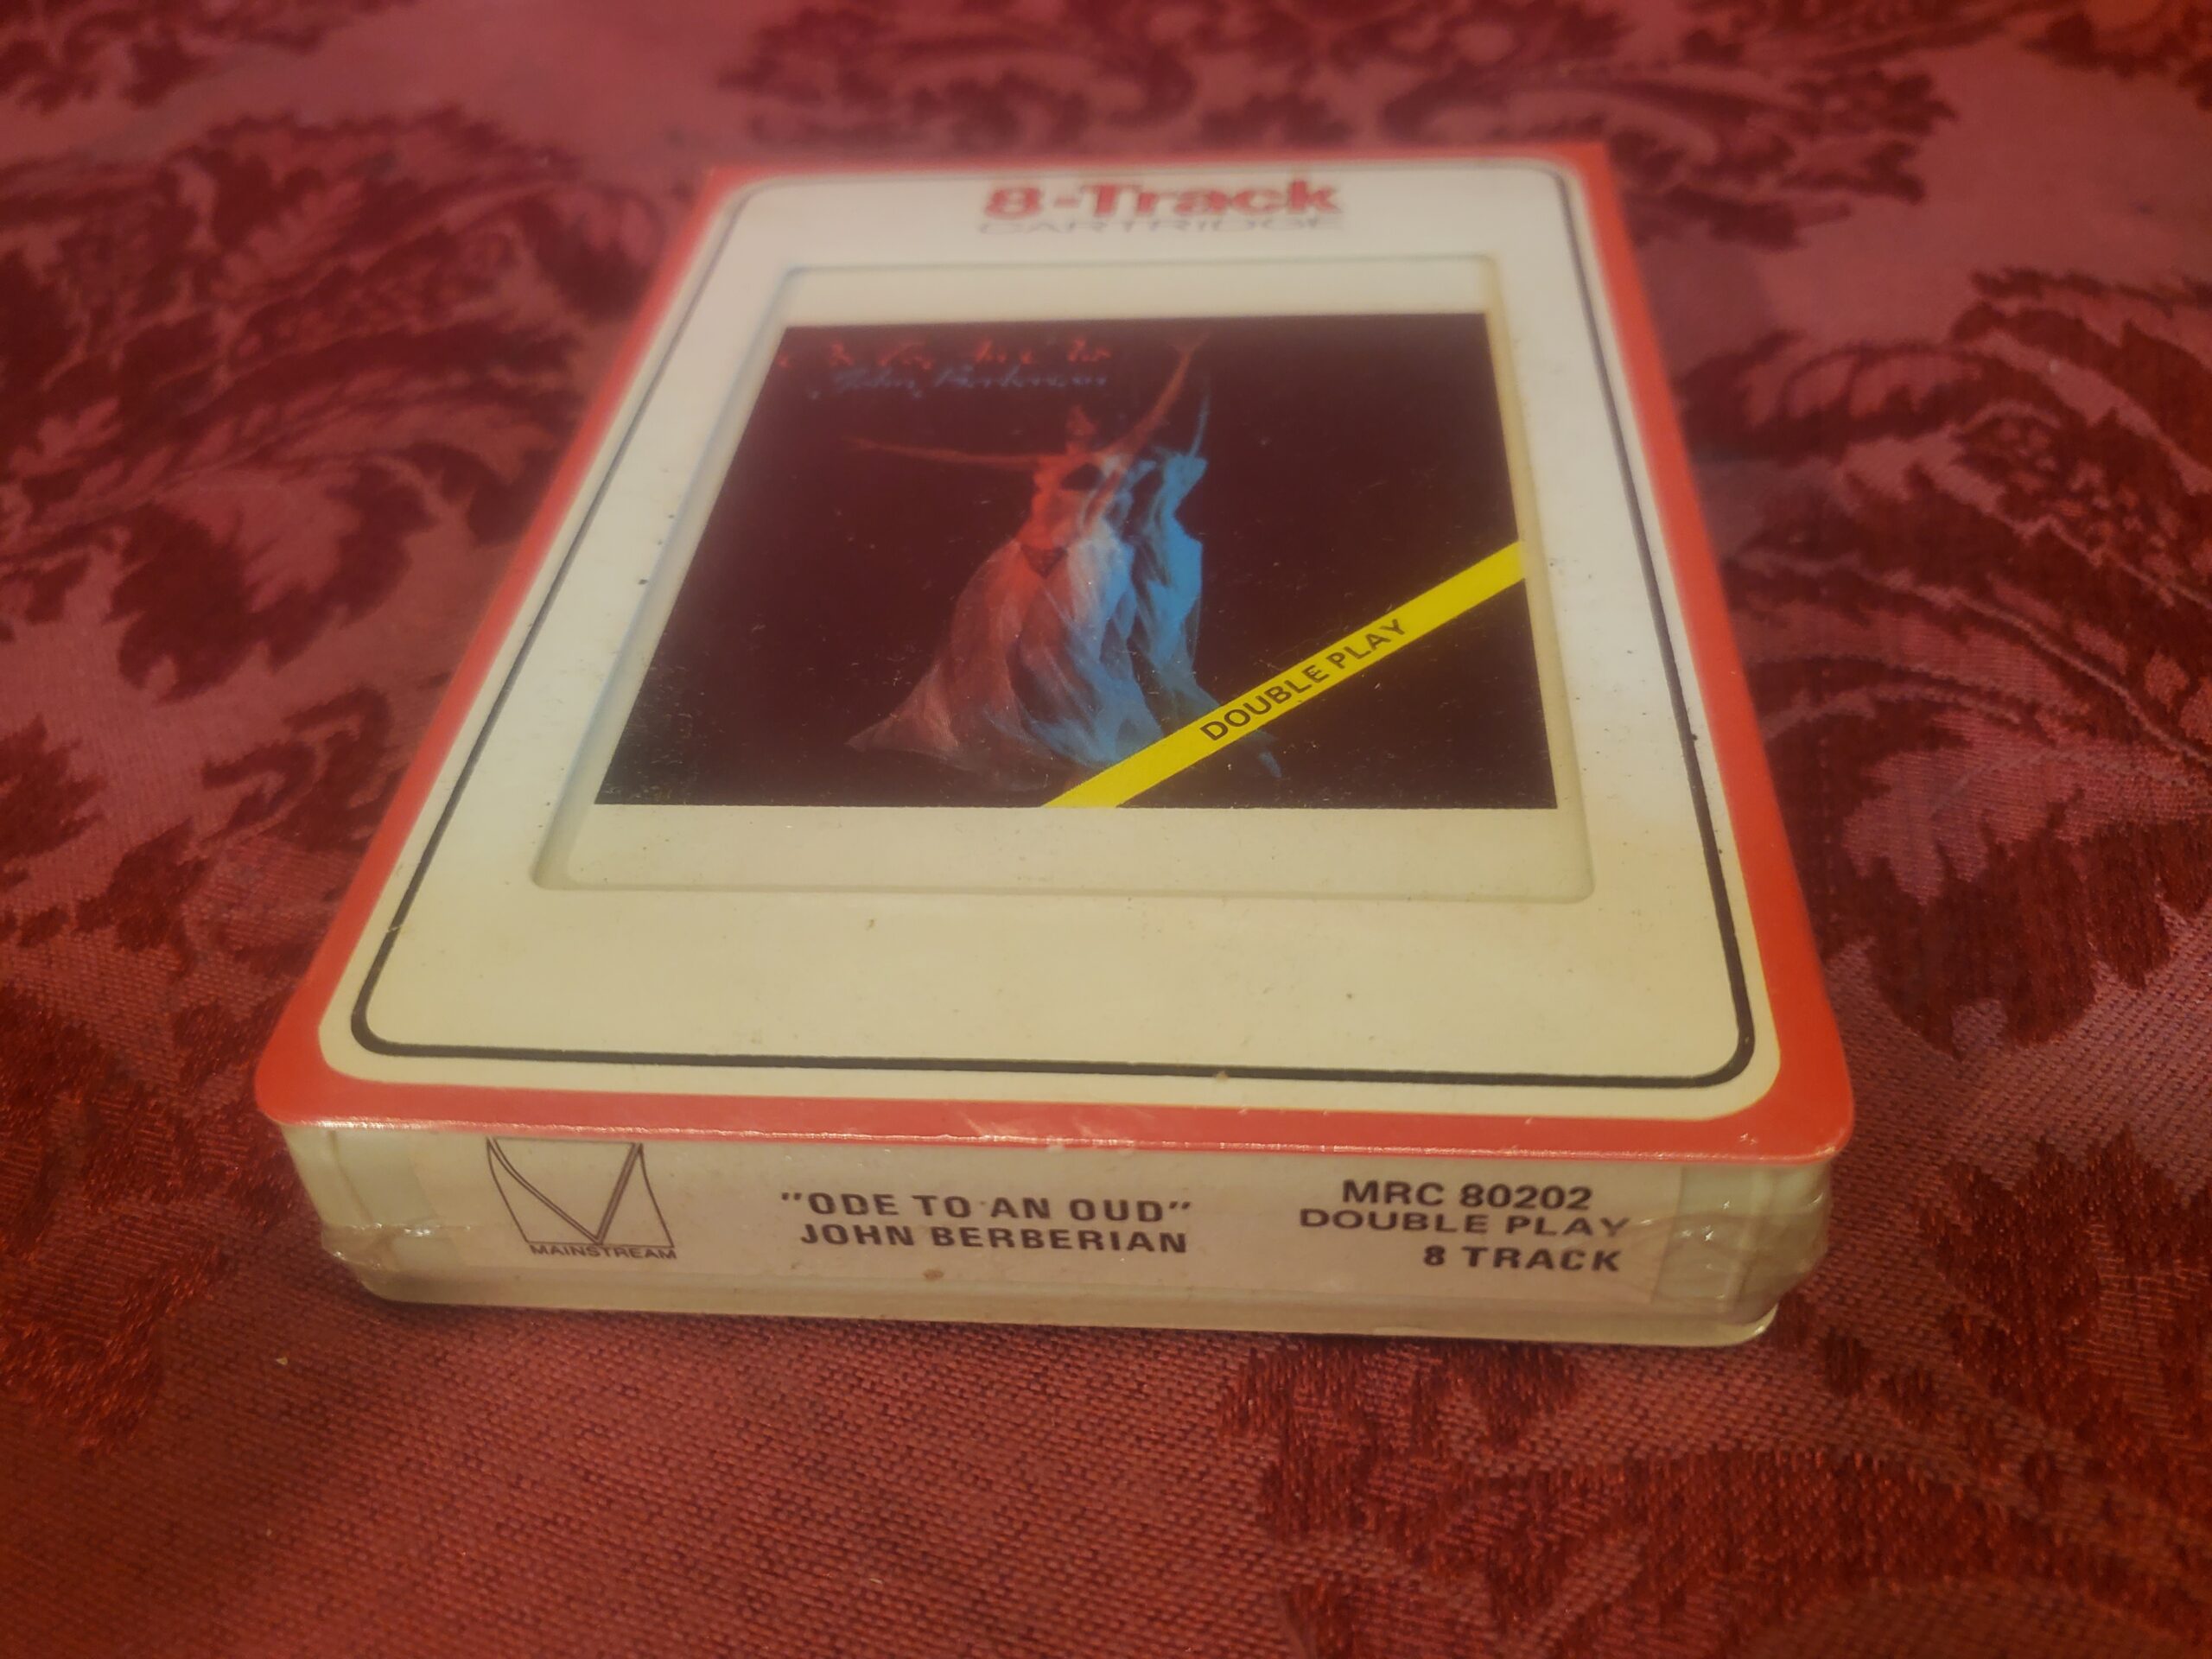 8-Track
CARTRIDGE
John Berberian
DOUBLE PLAY
MAINSTREAM
"ODE TO AN OUD"
JOHN BERBERIAN
MRC 80202
DOUBLE PLAY
8 TRACK